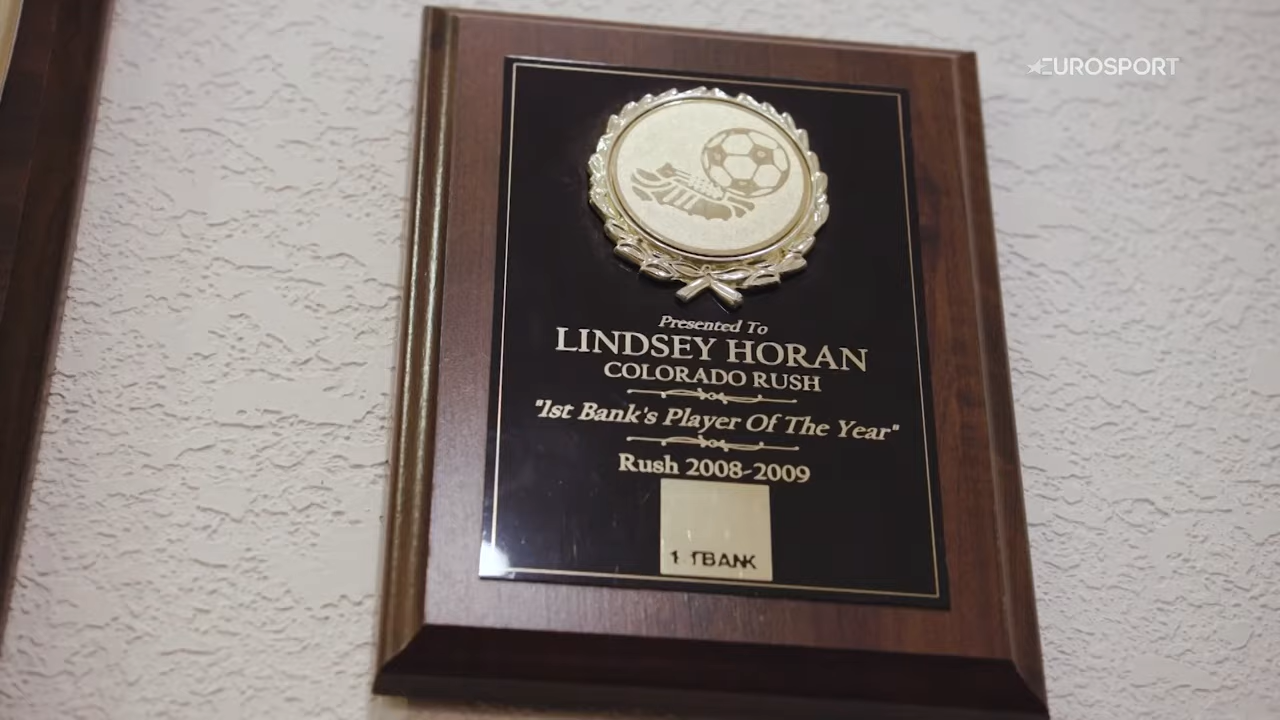 EUROSPORT
Presented To
LINDSEY HORAN
COLORADO RUSH
"1st Bank's Player Of The Year"
Rush 2008-2009
1STBANK